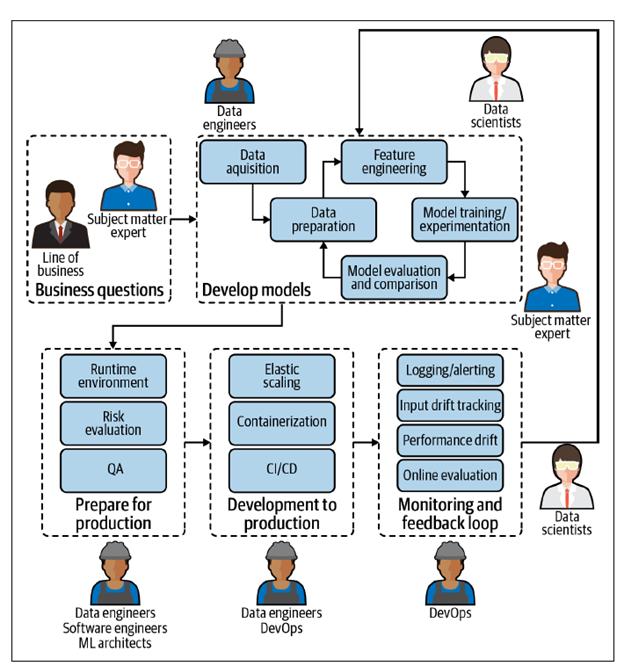 Data
engineers
Data
scientists
Subject matter
expert
Line of
business
Business questions
Data
aquisition
Feature
engineering
Data
preparation
Model training/
experimentation
Model evaluation
and comparison
Develop models
Subject matter
expert
Runtime
environment
Risk
evaluation
QA
Prepare for
production
Elastic
scaling
Containerization
CI/CD
Development to
production
Logging/alerting
Input drift tracking
Performance drift
Online evaluation
Monitoring and
feedback loop
Data
scientists
Data engineers
Software engineers
ML architects
Data engineers
DevOps
DevOps